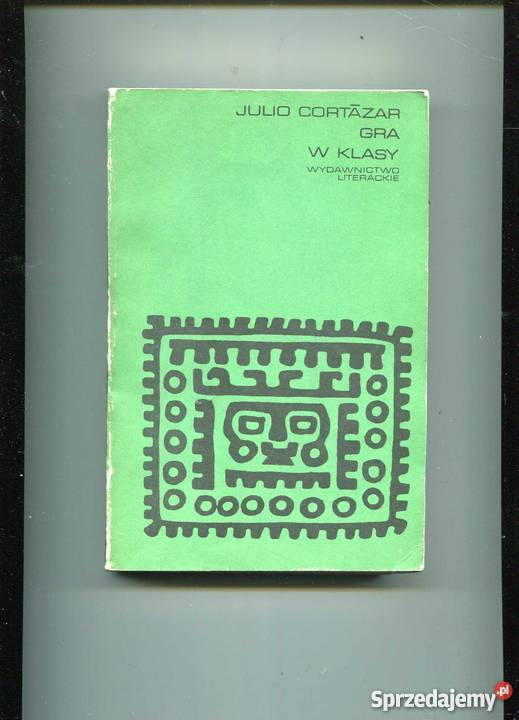 JULIO CORTĀZAR
GRA
W KLASY
WYDAWNICTWO
LITERACKIE
Sprzedajemy.pl